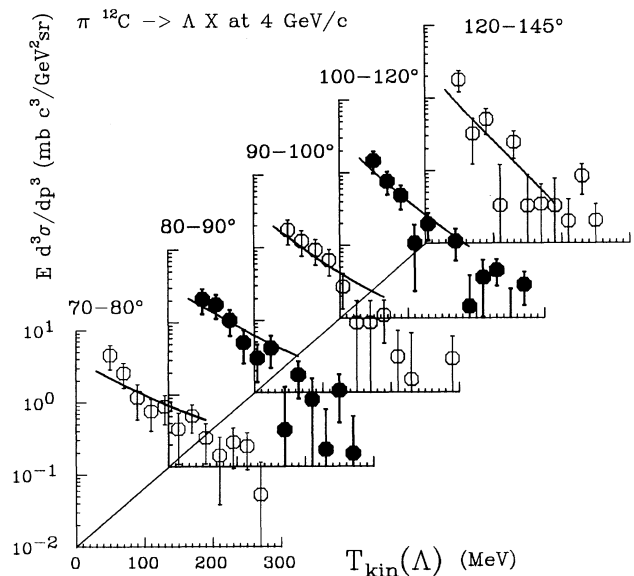 π ¹²C -> Λ X at 4 GeV/c
120-145°
100-120°
90-100°
80-90°
70-80°
E d³σ/dp³ (mb c³/GeV²sr)
10¹
10⁰
10⁻¹
10⁻²
0 100 200 300
T_kin(Λ) (MeV)